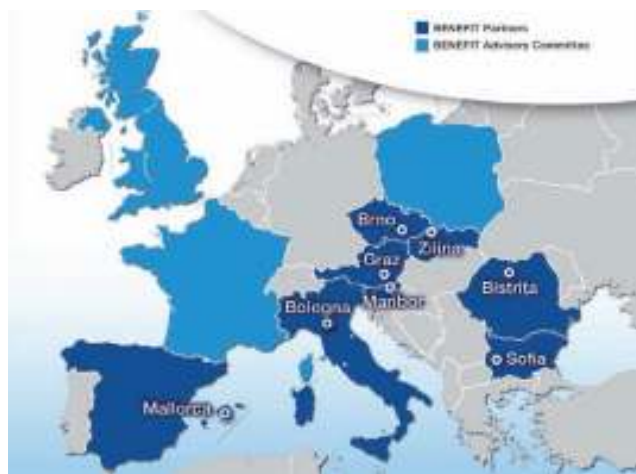 BENEFIT Partners
BENEFIT Advisory Committee
Brno
Zilina
Graz
Maribor
Bologna
Bistrita
Sofia
Mallorca